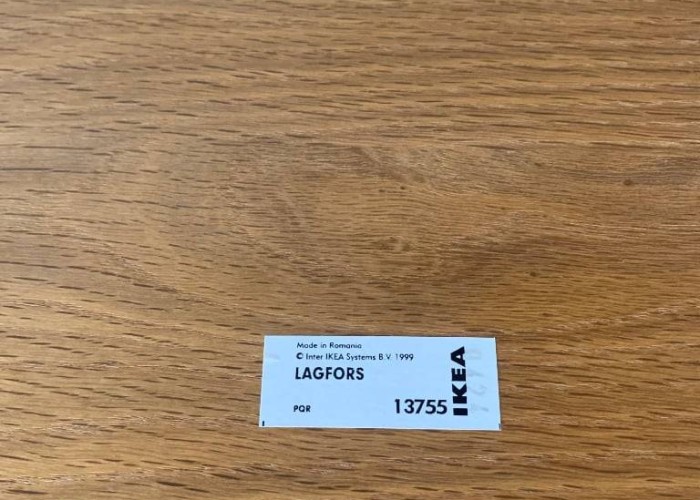 Made in Romania
© Inter IKEA Systems B.V. 1999
LAGFORS
PQR 13755
IKEA